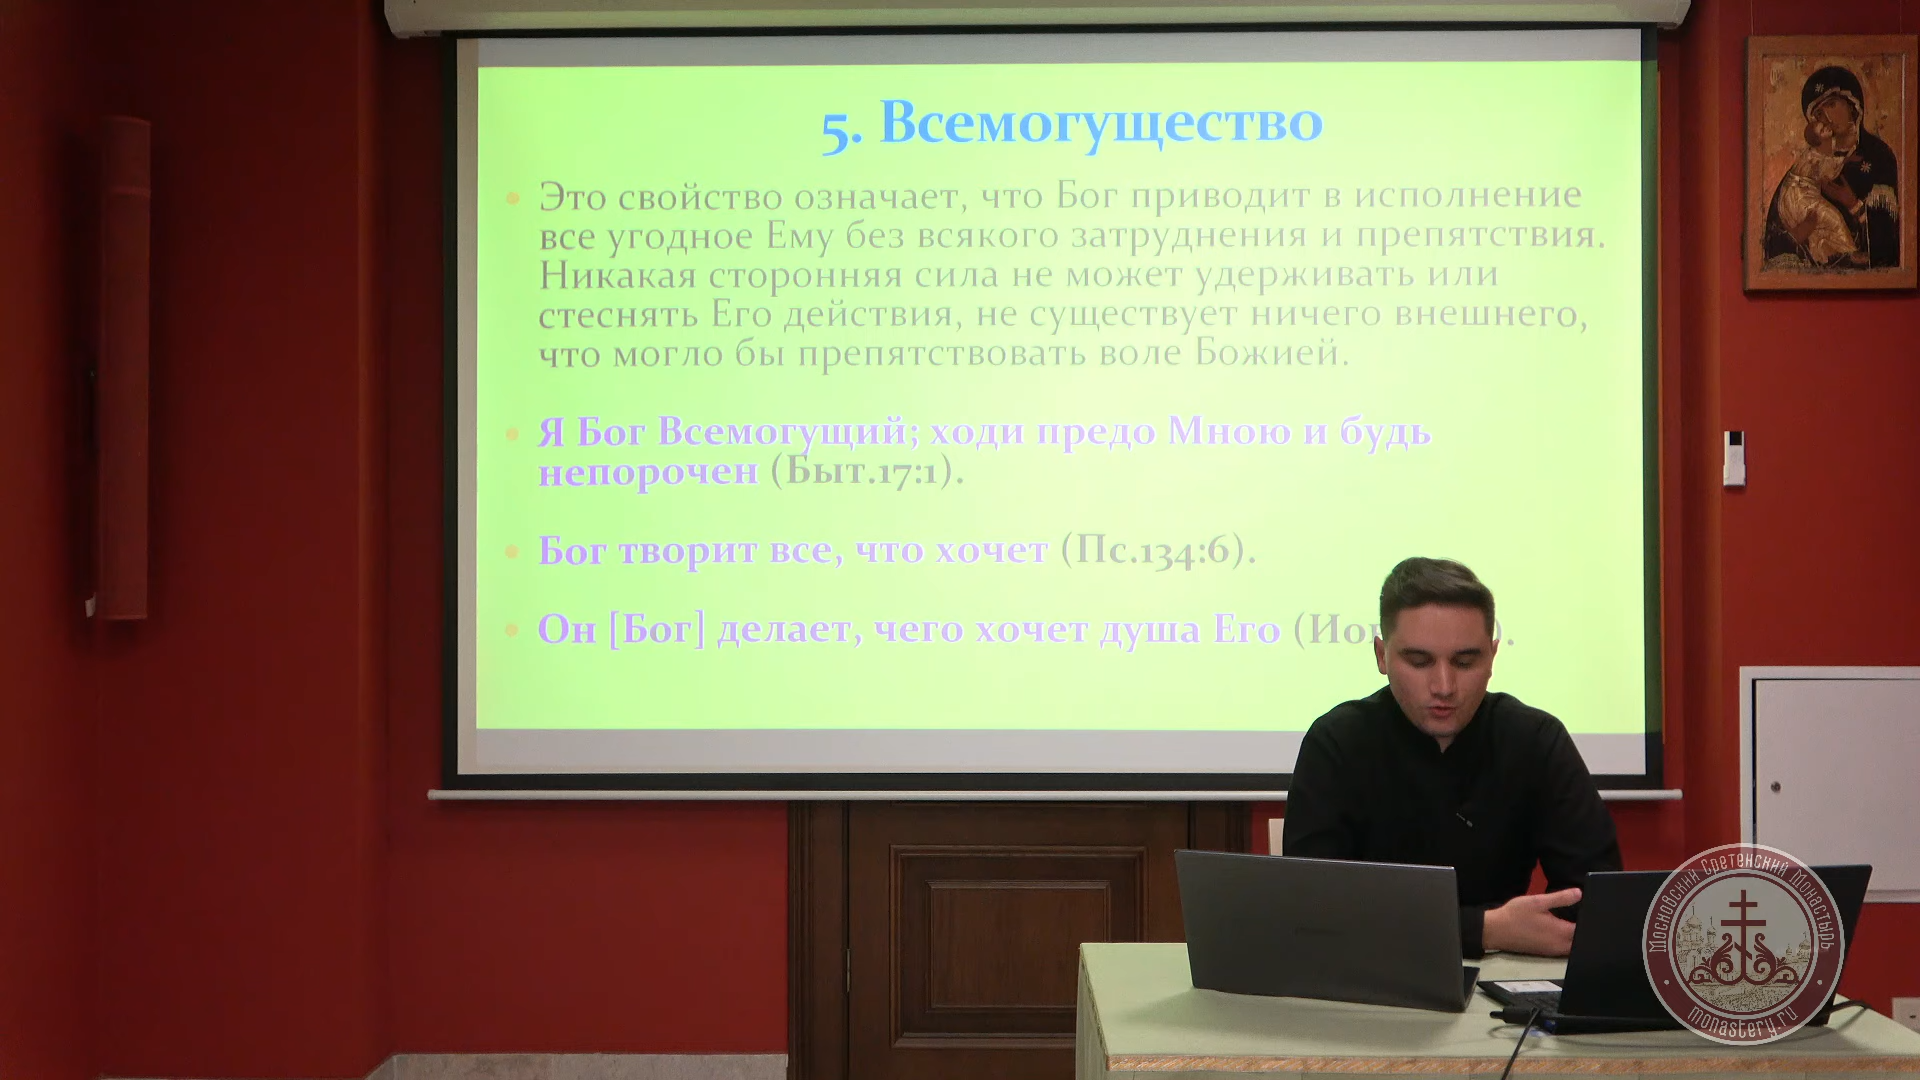 5. Всемогущество
Это свойство означает, что Бог приводит в исполнение
все угодное Ему без всякого затруднения и препятствия.
Никакая сторонняя сила не может удерживать или
стеснять Его действия, не существует ничего внешнего,
что могло бы препятствовать воле Божией.
Я Бог Всемогущий; ходи предо Мною и будь
непорочен (Быт.17:1).
Бог творит все, что хочет (Пс.134:6).
Он [Бог] делает, чего хочет душа Его
Московский Сретенский Монастырь
monastery.ru